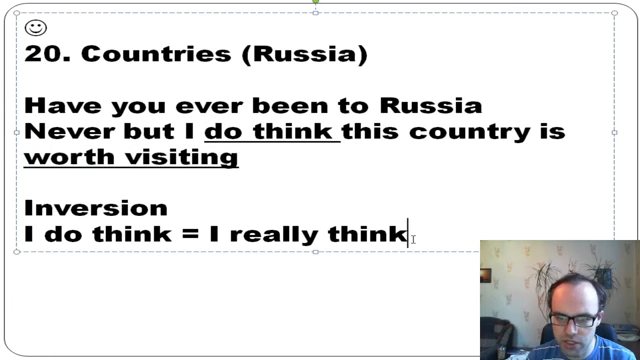 20. Countries (Russia)
Have you ever been to Russia
Never but I do think this country is
worth visiting
Inversion
I do think = I really think